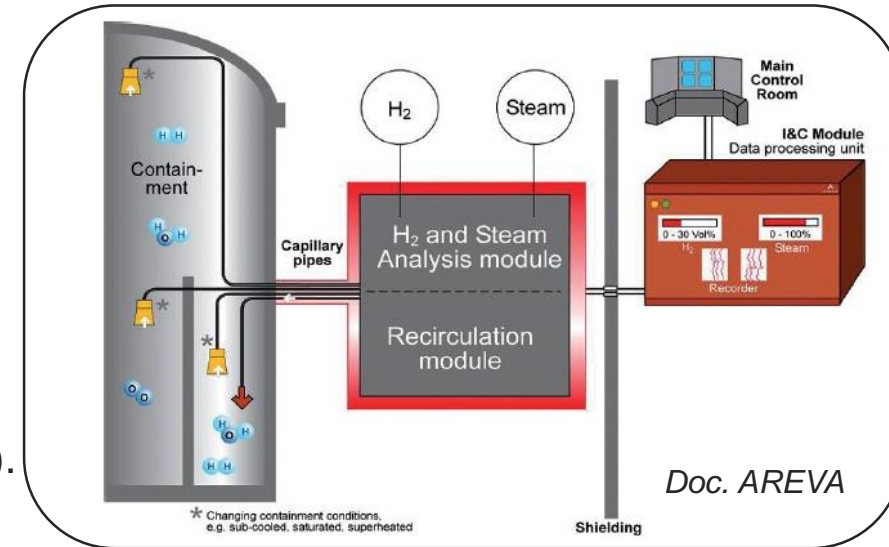 Main
Control
Room
I&C Module
Data processing unit
H2
Steam
H H
Contain-
ment
H
O
H
Capillary
pipes
H2 and Steam
Analysis module
Recirculation
module
A
0 - 30 Vol%
H2
0 - 100%
Steam
Recorder
*
*
*
O O
H
O
H
H H
).
Doc. AREVA
* Changing containment conditions,
e.g. sub-cooled, saturated, superheated
Shielding